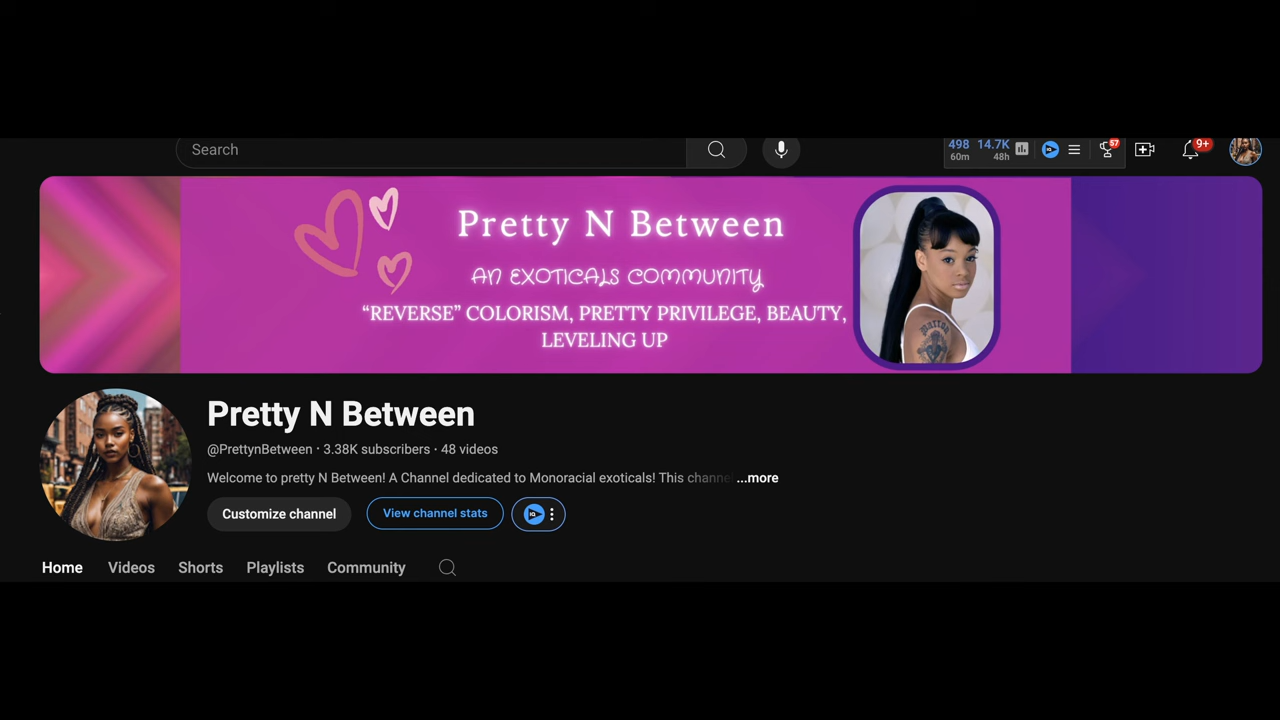 Search
498 14.7K
60m 48h
57
9+
Pretty N Between
AN EXOTICALS COMMUNITY
“REVERSE” COLORISM, PRETTY PRIVILEGE, BEAUTY,
LEVELING UP
Pretty N Between
@PrettynBetween · 3.38K subscribers · 48 videos
Welcome to pretty N Between! A Channel dedicated to Monoracial exoticals! This channe ...more
Customize channel
View channel stats
IQ
Home Videos Shorts Playlists Community